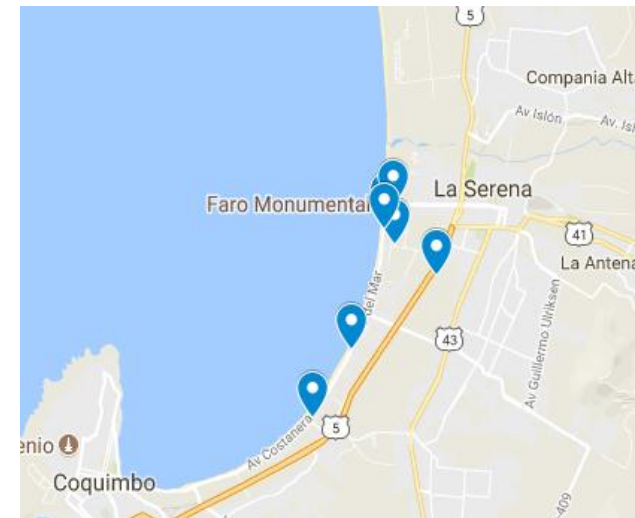 5
Compania Alt
Av Islón
Av. Isl
La Serena
Faro Monumental
41
La Antena
del Mar
43
Av Guillermo Ulriksen
5
Av Costanera
enio
Coquimbo
-409